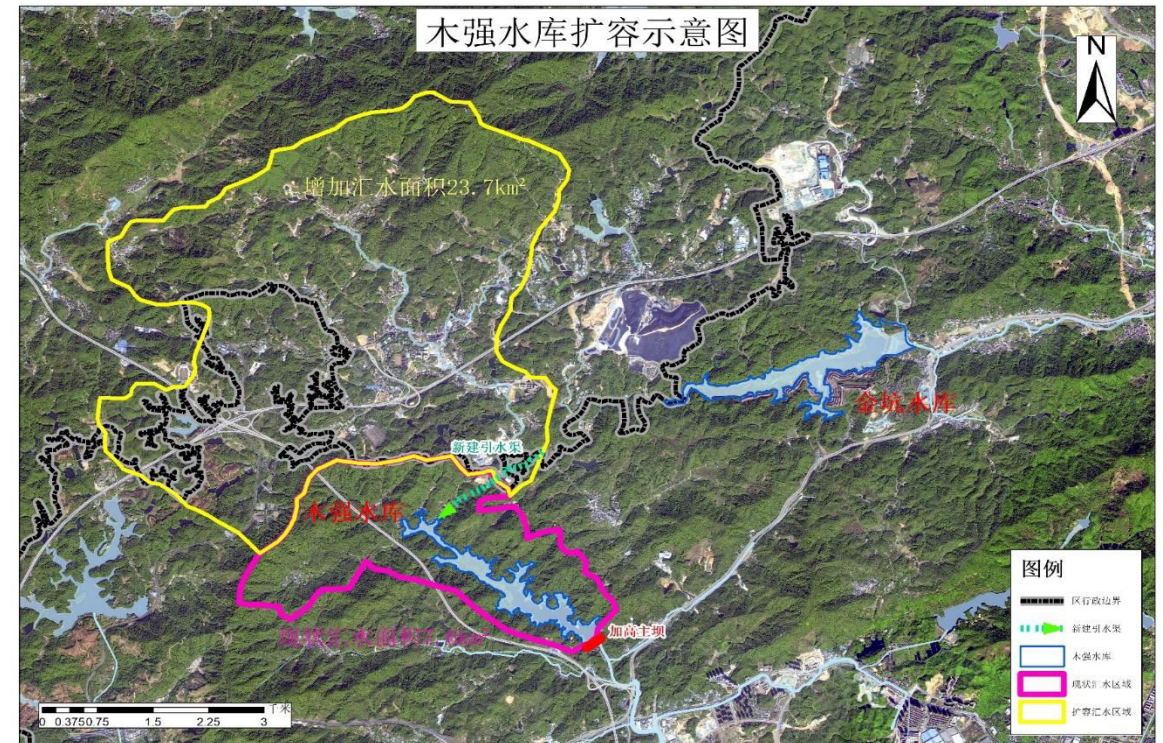 木强水库扩容示意图
N
增加汇水面积23.7km²
金坑水库
新建引水渠
木强水库
加高主坝
图例
区行政边界
新建引水渠
木强水库
现状汇水区域
扩容汇水区域
千米
0 0.375 0.75 1.5 2.25 3